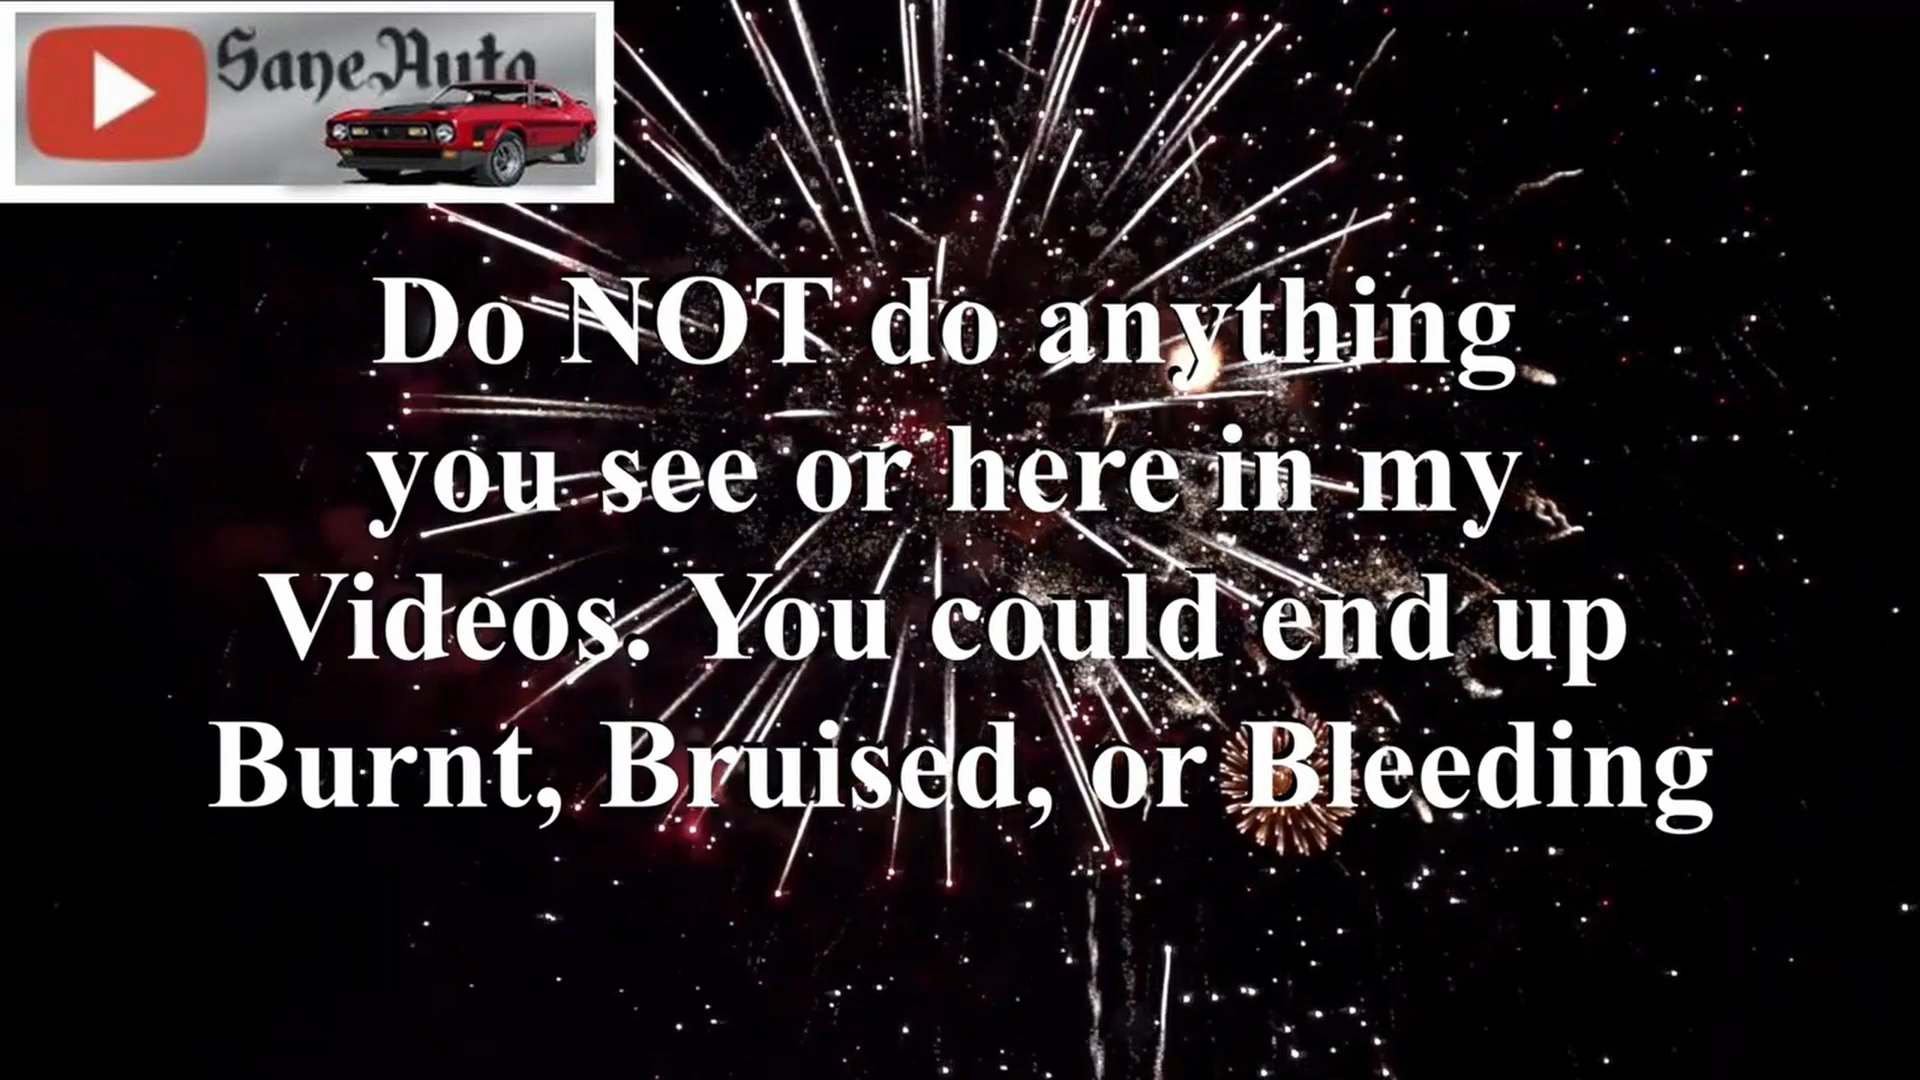 SaneAuto
Do NOT do anything
you see or here in my
Videos. You could end up
Burnt, Bruised, or Bleeding